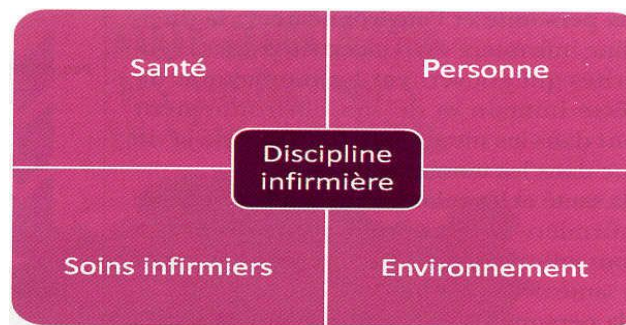 Santé
Personne
Discipline
infirmière
Soins infirmiers
Environnement